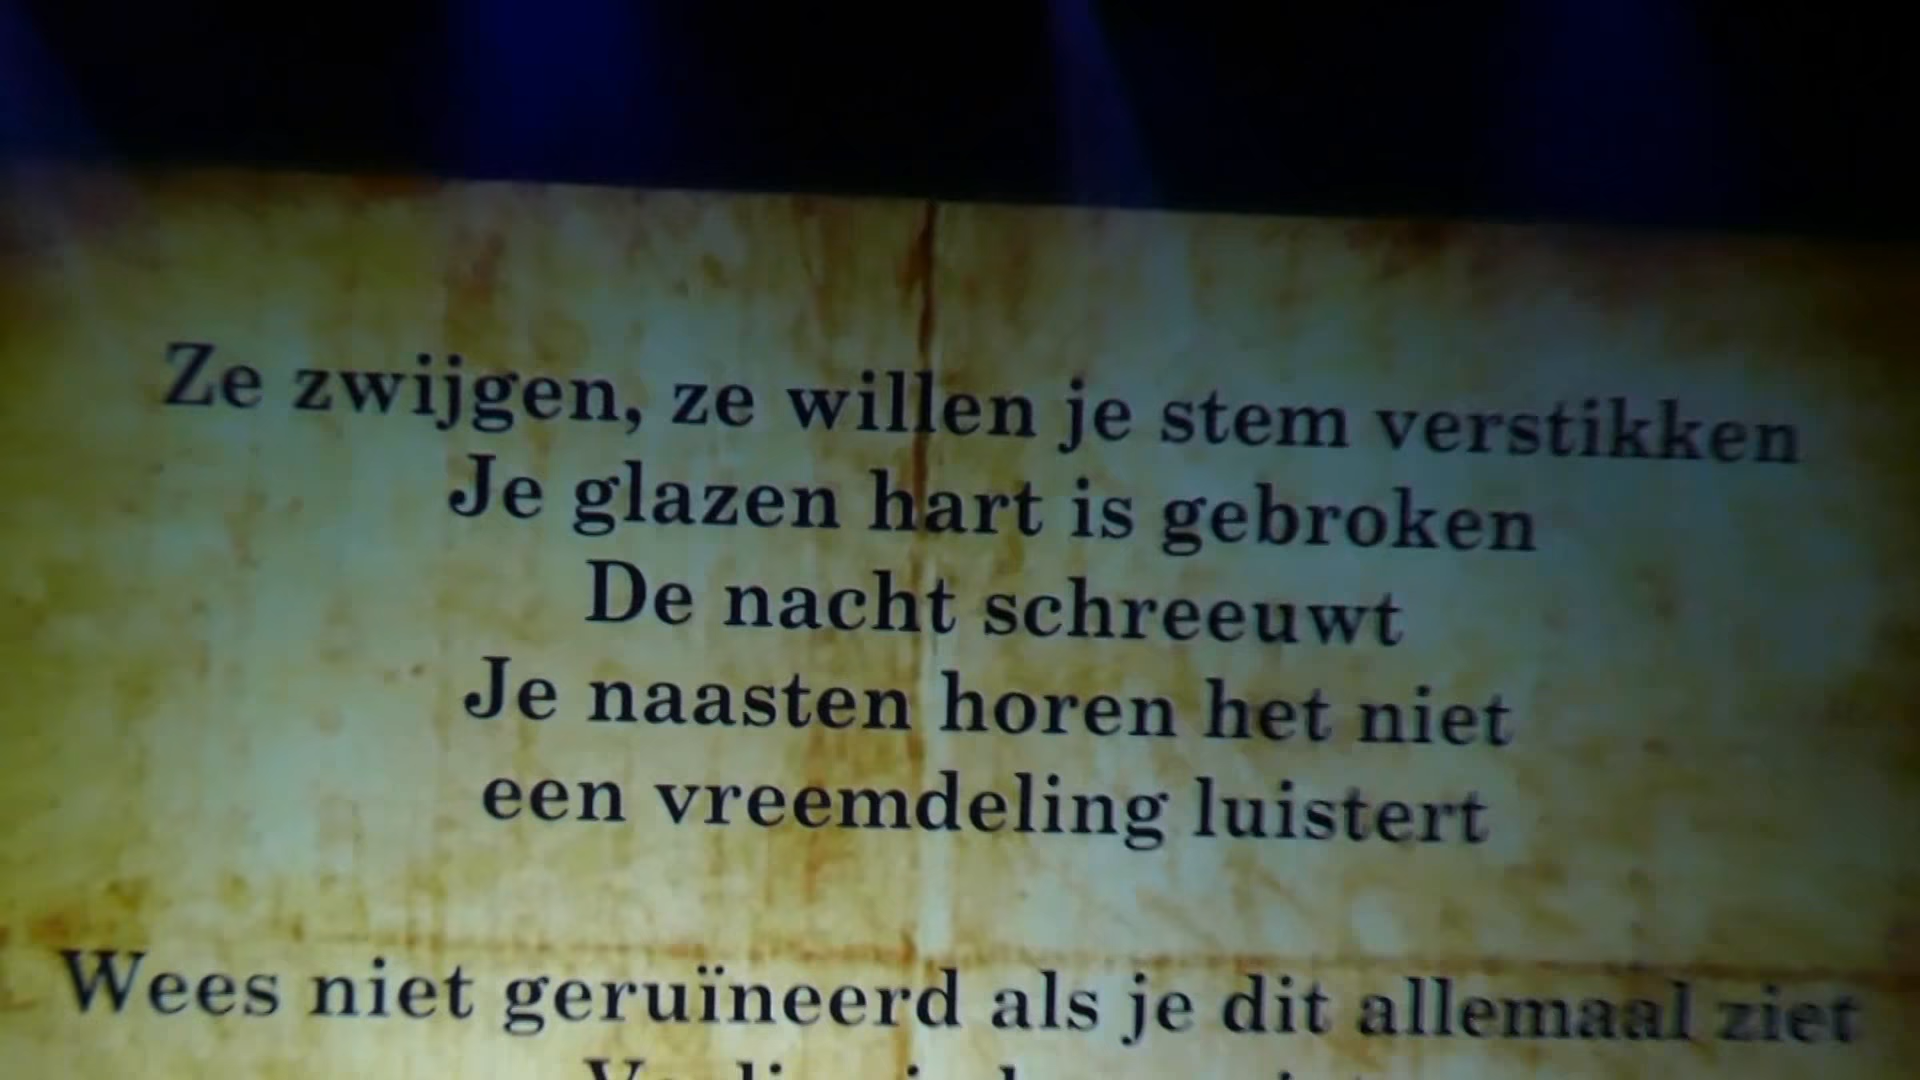 Ze zwijgen, ze willen je stem verstikken
Je glazen hart is gebroken
De nacht schreeuwt
Je naasten horen het niet
een vreemdeling luistert
Wees niet geruïneerd als je dit allemaal ziet